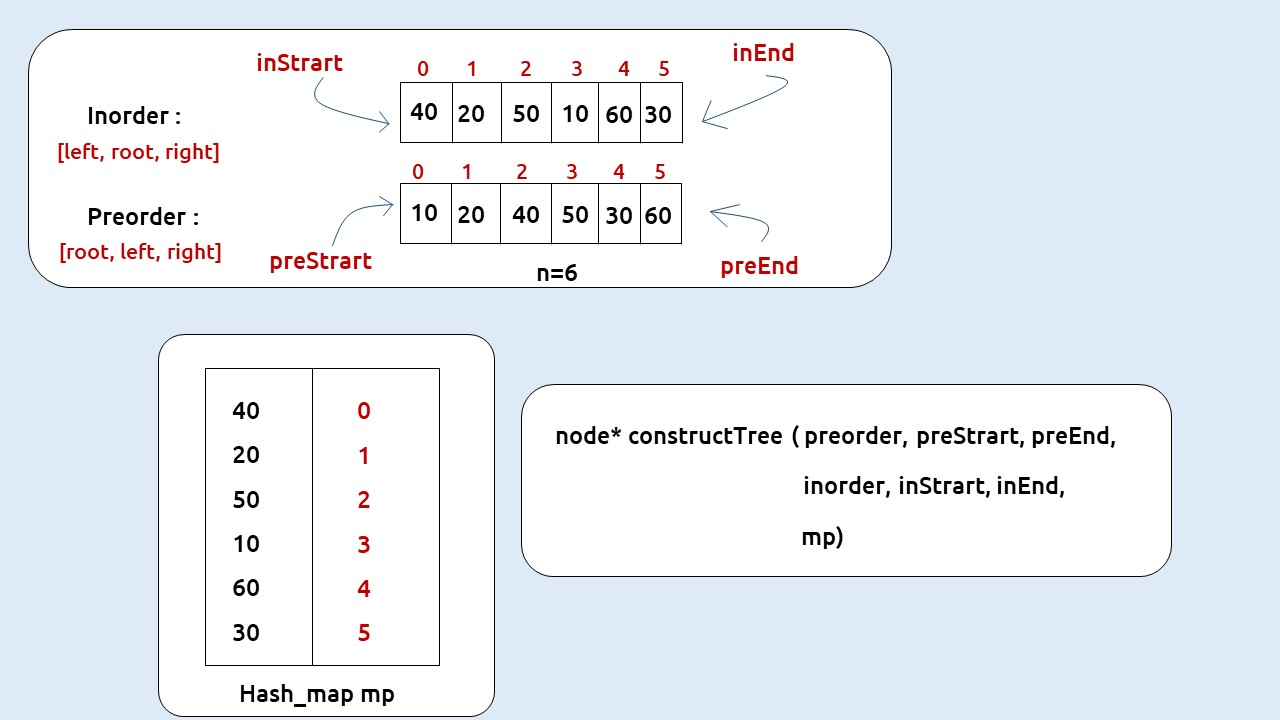 inStrart
inEnd
0 1 2 3 4 5
Inorder :
40 20 50 10 60 30
[left, root, right]
0 1 2 3 4 5
Preorder :
10 20 40 50 30 60
[root, left, right]
preStrart
preEnd
n=6
40 0
20 1
50 2
10 3
60 4
30 5
Hash_map mp
node* constructTree ( preorder, preStrart, preEnd,
inorder, inStrart, inEnd,
mp)